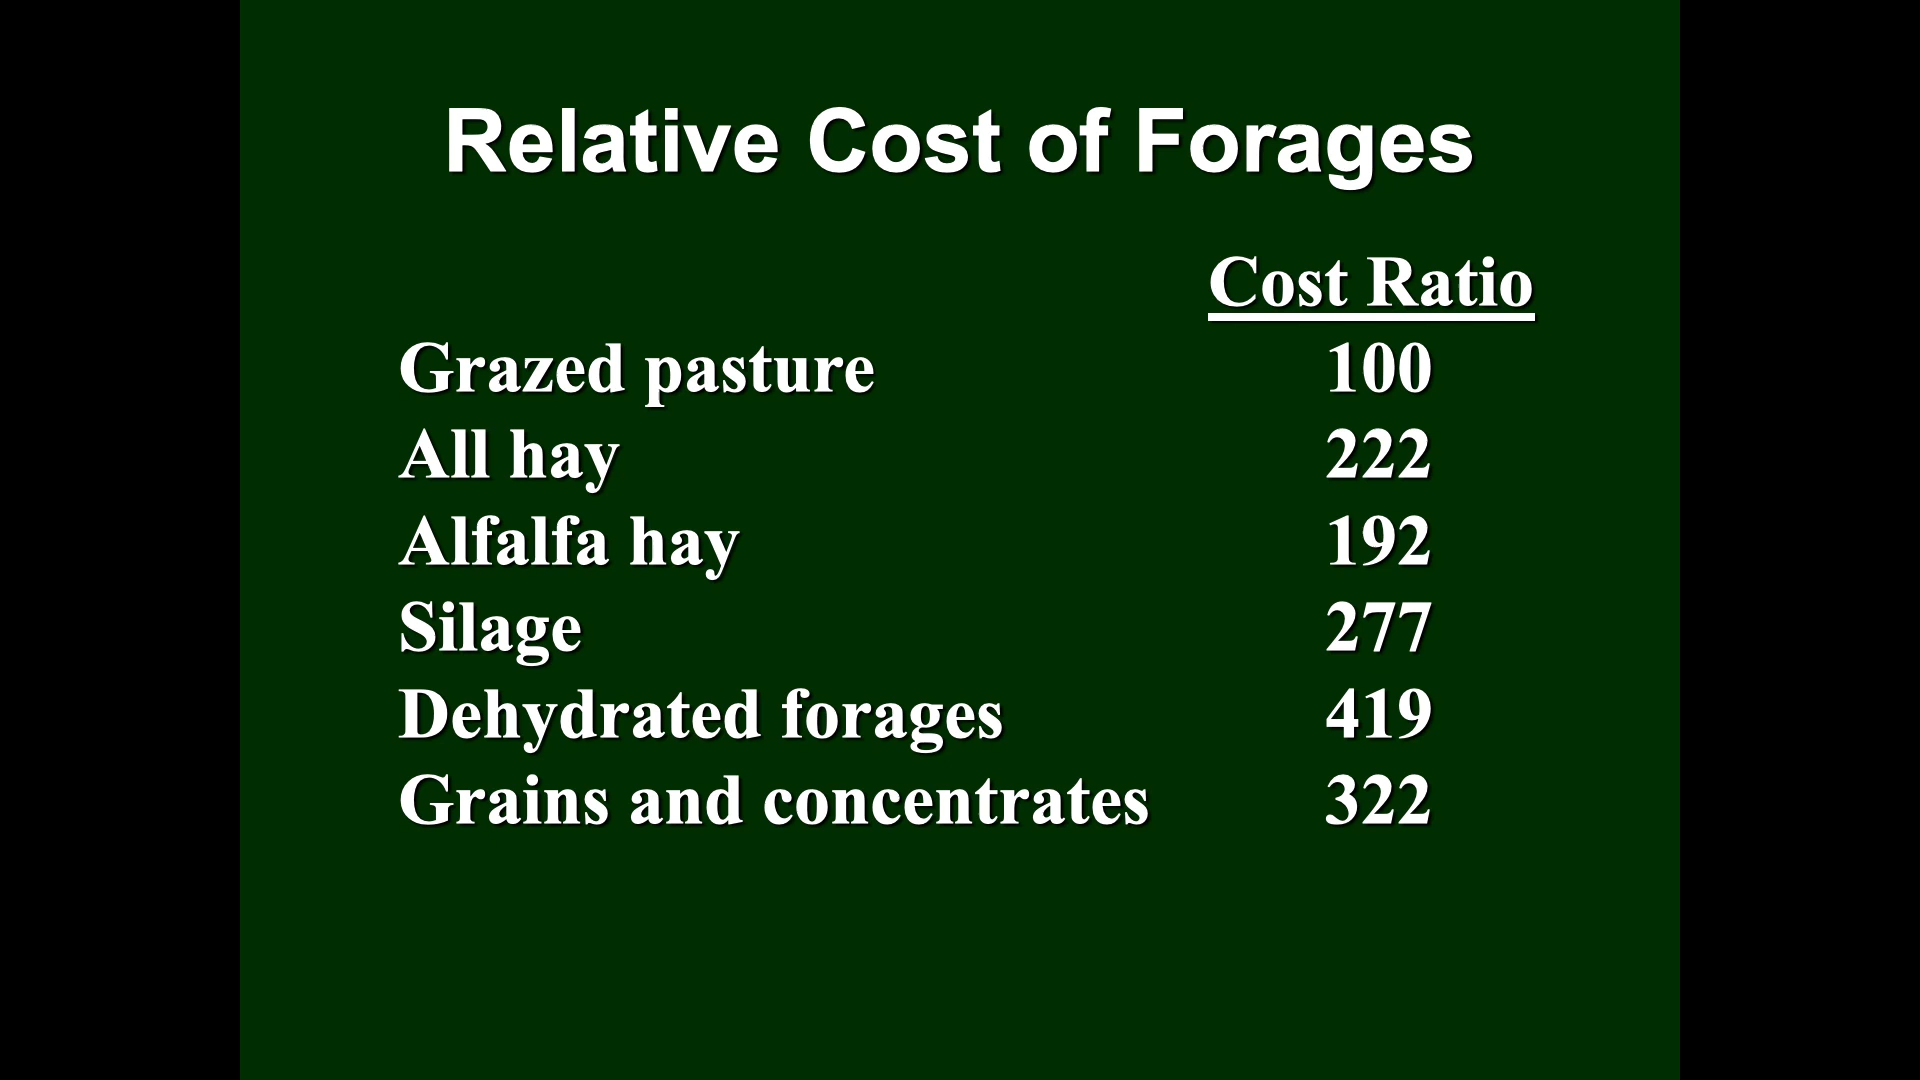 Relative Cost of Forages
Cost Ratio
Grazed pasture 100
All hay 222
Alfalfa hay 192
Silage 277
Dehydrated forages 419
Grains and concentrates 322